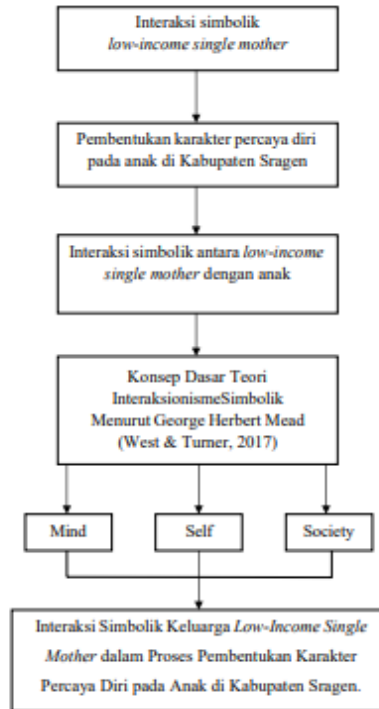 Interaksi simbolik
low-income single mother
Pembentukan karakter percaya diri
pada anak di Kabupaten Sragen
Interaksi simbolik antara low-income
single mother dengan anak
Konsep Dasar Teori
InteraksionismeSimbolik
Menurut George Herbert Mead
(West & Turner, 2017)
Mind
Self
Society
Interaksi Simbolik Keluarga Low-Income Single
Mother dalam Proses Pembentukan Karakter
Percaya Diri pada Anak di Kabupaten Sragen.